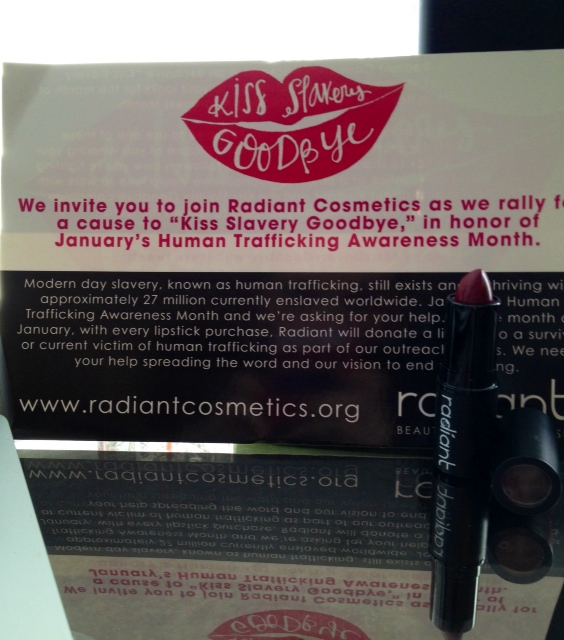 Kiss Slavery
GOODBYE
We invite you to join Radiant Cosmetics as we rally
a cause to “Kiss Slavery Goodbye,” in honor of
January’s Human Trafficking Awareness Month.
Modern day slavery, known as human trafficking, still exists
approximately 27 million currently enslaved worldwide. Human
Trafficking Awareness Month and we’re asking for your help. month
January, with every lipstick purchase, Radiant will donate a
or current victim of human trafficking as part of our We
your help spreading the word and our vision to end
www.radiantcosmetics.org
radiant